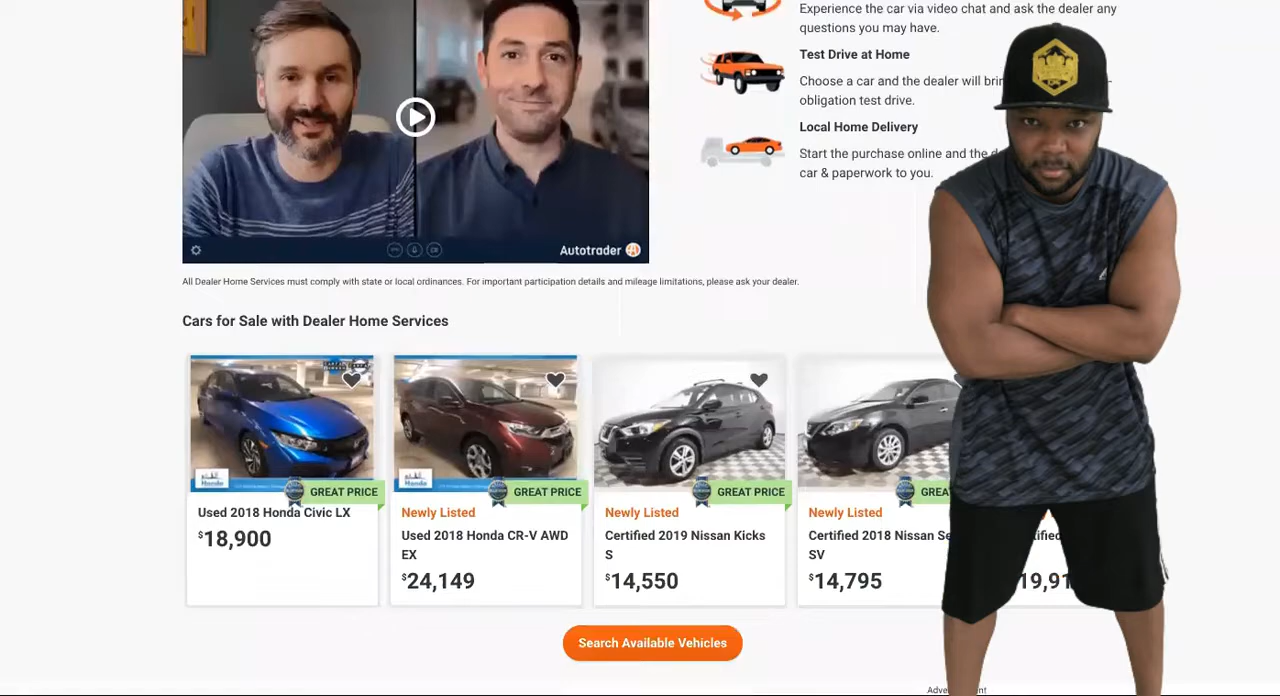 Experience the car via video chat and ask the dealer any
questions you may have.
Test Drive at Home
Choose a car and the dealer will
obligation test drive.
Local Home Delivery
Start the purchase online and the
car & paperwork to you.
Autotrader
All Dealer Home Services must comply with state or local ordinances. For important participation details and mileage limitations, please ask your dealer.
Cars for Sale with Dealer Home Services
Honda
Honda
GREAT PRICE
GREAT PRICE
GREAT PRICE
Used 2018 Honda Civic LX
$18,900
Newly Listed
Used 2018 Honda CR-V AWD
EX
$24,149
Newly Listed
Certified 2019 Nissan Kicks
S
$14,550
Newly Listed
Certified 2018 Nissan
SV
$14,795
Search Available Vehicles